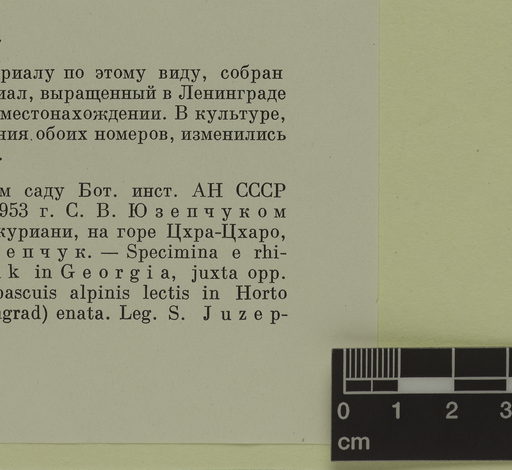 риалу по этому виду, собран
иал, выращенный в Ленинграде
местонахождении. В культуре,
ния обоих номеров, изменились
м саду Бот. инст. АН СССР
953 г. С. В. Юзепчуком
куриани, на горе Цхра-Цхаро,
епчук. — Specimina e rhi-
k in Georgia, juxta opp.
pascuis alpinis lectis in Horto
grad) enata. Leg. S. Juzep-
0 1 2 3
cm